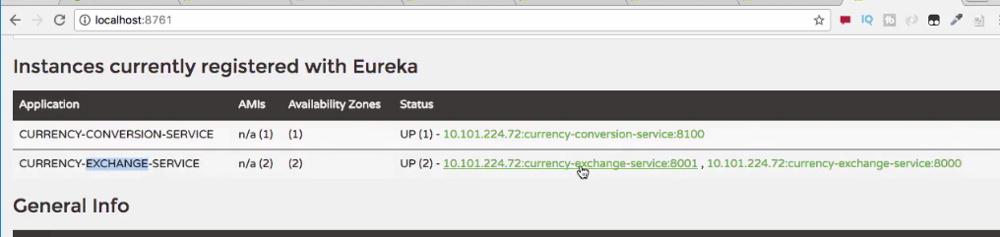 localhost:8761
Instances currently registered with Eureka
Application AMIs Availability Zones Status
CURRENCY-CONVERSION-SERVICE n/a (1) (1) UP (1) - 10.101.224.72:currency-conversion-service:8100
CURRENCY-EXCHANGE-SERVICE n/a (2) (2) UP (2) - 10.101.224.72:currency-exchange-service:8001 , 10.101.224.72:currency-exchange-service:8000
General Info